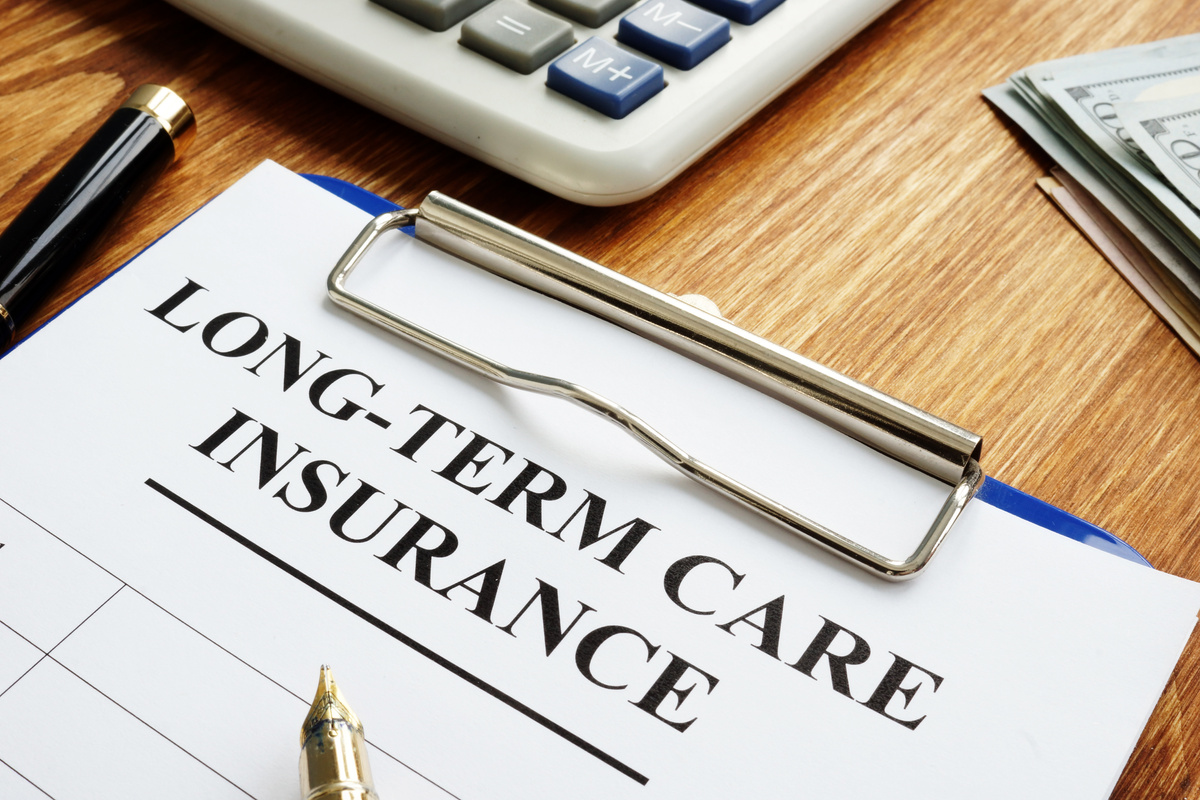 =
M-
M+
LONG-TERM CARE
INSURANCE